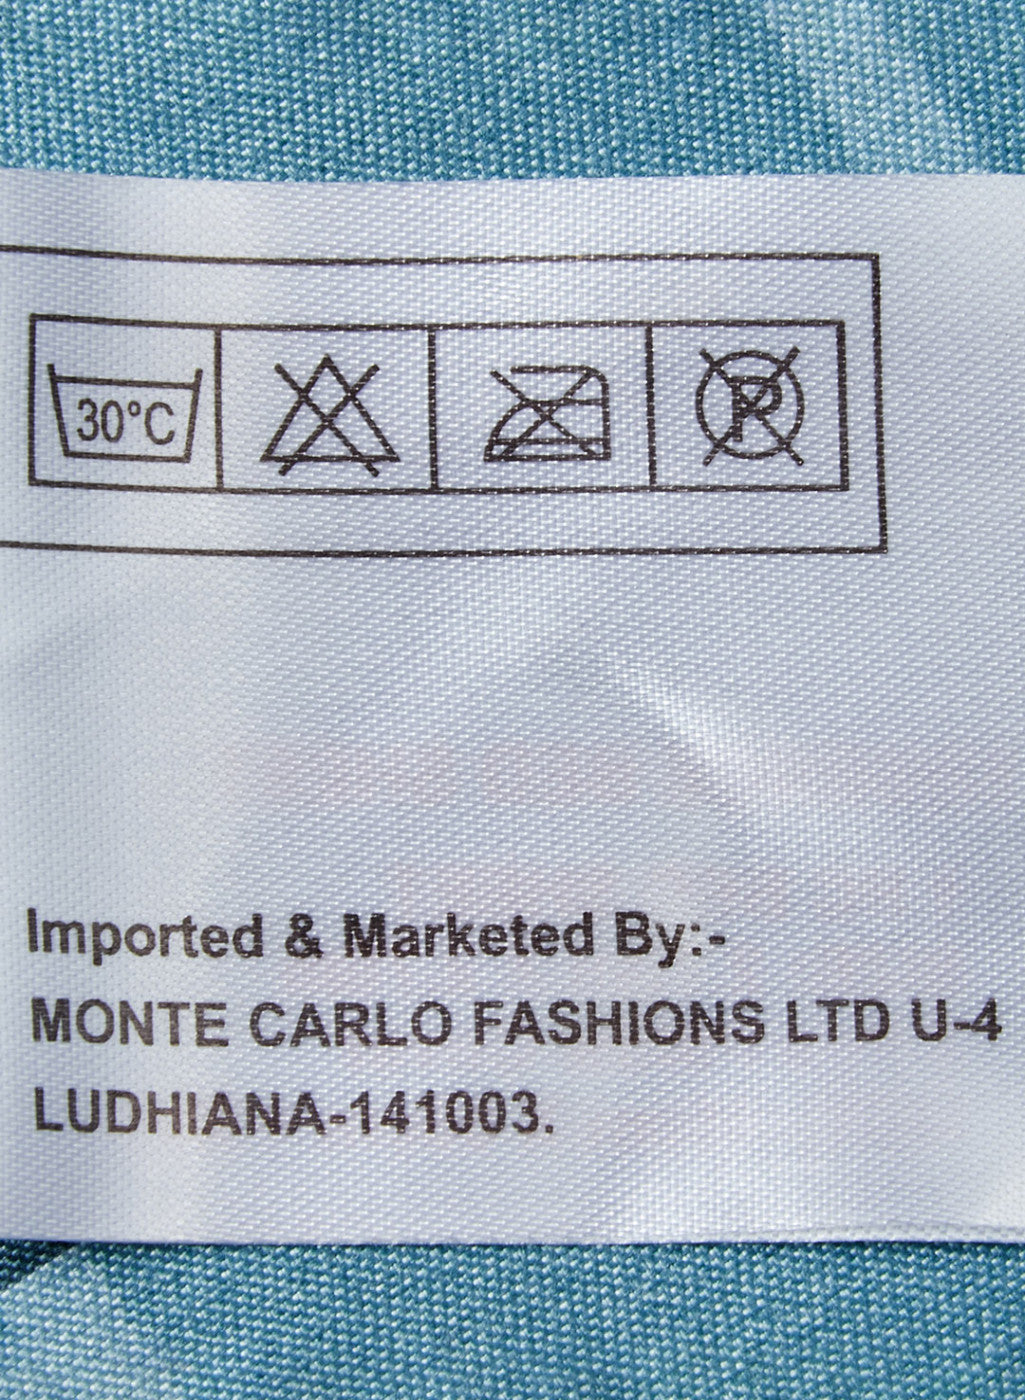 30°C
P
Imported & Marketed By:-
MONTE CARLO FASHIONS LTD U-4
LUDHIANA-141003.